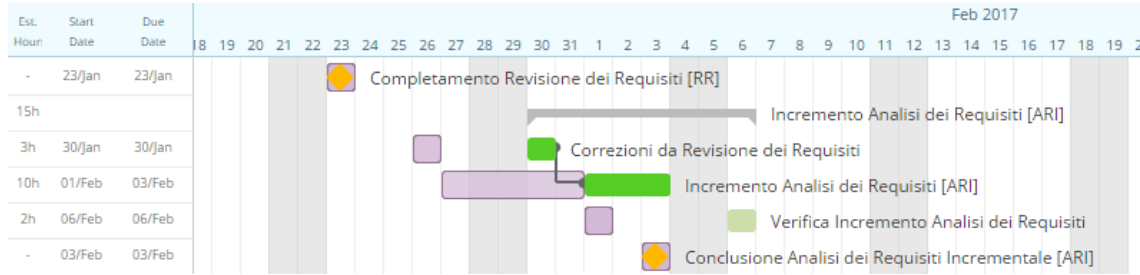 Feb 2017
Est. Hour: Start Date Due Date
18 19 20 21 22 23 24 25 26 27 28 29 30 31 1 2 3 4 5 6 7 8 9 10 11 12 13 14 15 16 17 18 19 2
- 23/Jan 23/Jan Completamento Revisione dei Requisiti [RR]
15h Incremento Analisi dei Requisiti [ARI]
3h 30/Jan 30/Jan Correzioni da Revisione dei Requisiti
10h 01/Feb 03/Feb Incremento Analisi dei Requisiti [ARI]
2h 06/Feb 06/Feb Verifica Incremento Analisi dei Requisiti
- 03/Feb 03/Feb Conclusione Analisi dei Requisiti Incrementale [ARI]